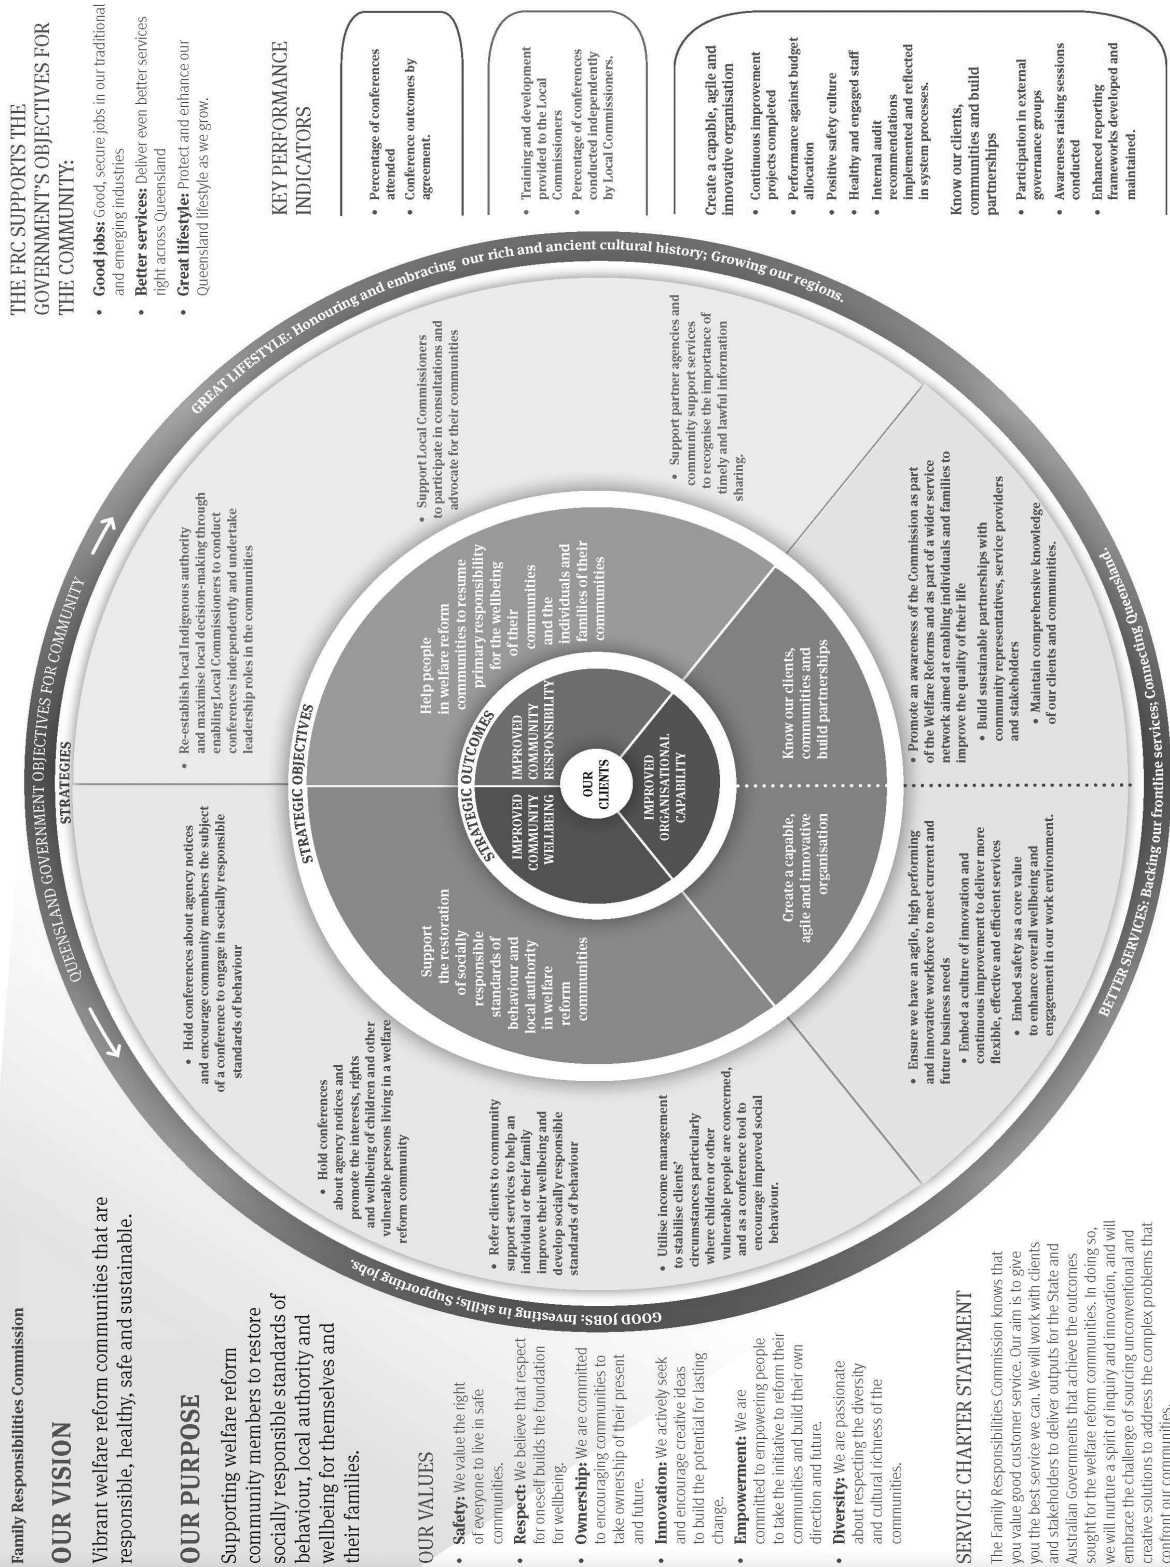 Family Responsibilities Commission
OUR VISION
Vibrant welfare reform communities that are
responsible, healthy, safe and sustainable.
OUR PURPOSE
Supporting welfare reform
community members to restore
socially responsible standards of
behaviour, local authority and
wellbeing for themselves and
their families.
OUR VALUES
• Safety: We value the right
of everyone to live in safe
communities.
• Respect: We believe that respect
for oneself builds the foundation
for wellbeing.
• Ownership: We are committed
to encouraging communities to
take ownership of their present
and future.
• Innovation: We actively seek
and encourage creative ideas
to build the potential for lasting
change.
• Empowerment: We are
committed to empowering people
to take the initiative to reform their
communities and build their own
direction and future.
• Diversity: We are passionate
about respecting the diversity
and cultural richness of the
communities.
SERVICE CHARTER STATEMENT
The Family Responsibilities Commission knows that
you value good customer service. Our aim is to give
you the best service we can. We will work with clients
and stakeholders to deliver outputs for the State and
Australian Governments that achieve the outcomes
sought for the welfare reform communities. In doing so,
we will nurture a spirit of inquiry and innovation, and will
embrace the challenge of sourcing unconventional and
creative solutions to address the complex problems that
confront our communities.
QUEENSLAND GOVERNMENT OBJECTIVES FOR COMMUNITY
GOOD JOBS: Investing in skills; Supporting jobs.
GREAT LIFESTYLE: Honouring and embracing our rich and ancient cultural history; Growing our regions.
BETTER SERVICES: Backing our frontline services; Connecting Queensland.
STRATEGIES
• Hold conferences about agency notices
and encourage community members the subject
of a conference to engage in socially responsible
standards of behaviour
• Hold conferences
about agency notices and
promote the interests, rights
and wellbeing of children and other
vulnerable persons living in a welfare
reform community
• Refer clients to community
support services to help an
individual or their family
improve their wellbeing and
develop socially responsible
standards of behaviour
• Utilise income management
to stabilise clients'
circumstances particularly
where children or other
vulnerable people are concerned,
and as a conference tool to
encourage improved social
behaviour.
• Re-establish local Indigenous authority
and maximise local decision-making through
enabling Local Commissioners to conduct
conferences independently and undertake
leadership roles in the communities
• Support Local Commissioners
to participate in consultations and
advocate for their communities
• Support partner agencies and
community support services
to recognise the importance of
timely and lawful information
sharing.
• Ensure we have an agile, high performing
and innovative workforce to meet current and
future business needs
• Embed a culture of innovation and
continuous improvement to deliver more
flexible, effective and efficient services
• Embed safety as a core value
to enhance overall wellbeing and
engagement in our work environment.
• Promote an awareness of the Commission as part
of the Welfare Reforms and as part of a wider service
network aimed at enabling individuals and families to
improve the quality of their life
• Build sustainable partnerships with
community representatives, service providers
and stakeholders
• Maintain comprehensive knowledge
of our clients and communities.
STRATEGIC OBJECTIVES
Support
the restoration
of socially
responsible
standards of
behaviour and
local authority
in welfare
reform
communities
Help people
in welfare reform
communities to resume
primary responsibility
for the wellbeing
of their
communities
and the
individuals and
families of their
communities
Create a capable,
agile and innovative
organisation
Know our clients,
communities and
build partnerships
STRATEGIC OUTCOMES
IMPROVED
COMMUNITY
WELLBEING
IMPROVED
COMMUNITY
RESPONSIBILITY
OUR
CLIENTS
IMPROVED
ORGANISATIONAL
CAPABILITY
THE FRC SUPPORTS THE
GOVERNMENT'S OBJECTIVES FOR
THE COMMUNITY:
• Good jobs: Good, secure jobs in our traditional
and emerging industries
• Better services: Deliver even better services
right across Queensland
• Great lifestyle: Protect and enhance our
Queensland lifestyle as we grow.
KEY PERFORMANCE
INDICATORS
• Percentage of conferences
attended
• Conference outcomes by
agreement.
• Training and development
provided to the Local
Commissioners
• Percentage of conferences
conducted independently
by Local Commissioners.
Create a capable, agile and
innovative organisation
• Continuous improvement
projects completed
• Performance against budget
allocation
• Positive safety culture
• Healthy and engaged staff
• Internal audit
recommendations
implemented and reflected
in system processes.
Know our clients,
communities and build
partnerships
• Participation in external
governance groups
• Awareness raising sessions
conducted
• Enhanced reporting
frameworks developed and
maintained.